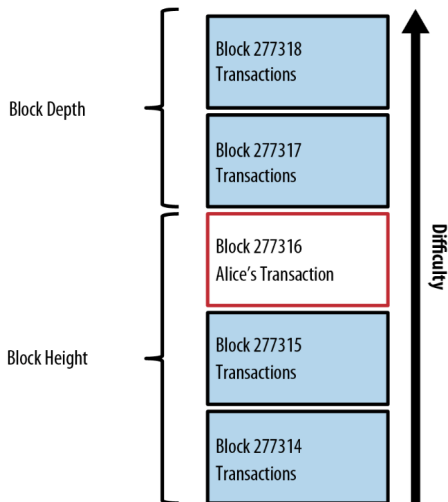 Block 277318
Transactions
Block Depth
Block 277317
Transactions
Block 277316
Alice's Transaction
Difficulty
Block Height
Block 277315
Transactions
Block 277314
Transactions